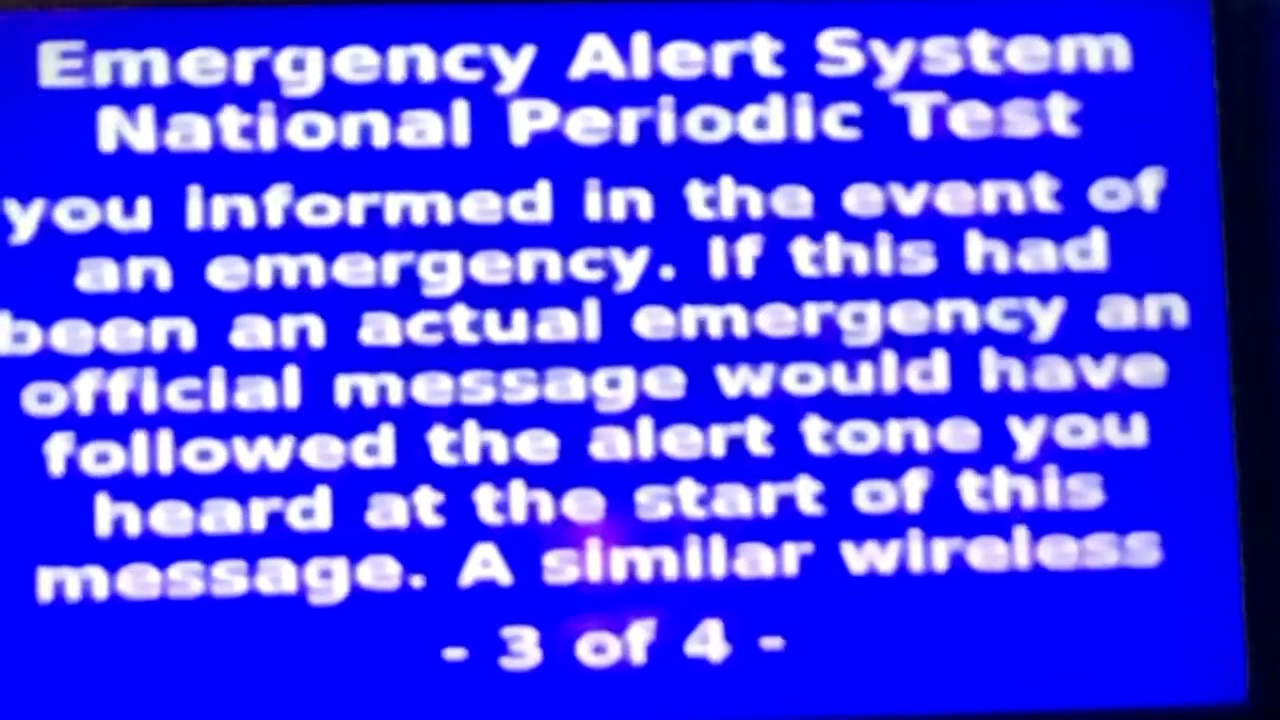 Emergency Alert System
National Periodic Test
you informed in the event of
an emergency. If this had
been an actual emergency an
official message would have
followed the alert tone you
heard at the start of this
message. A similar wireless
- 3 of 4 -